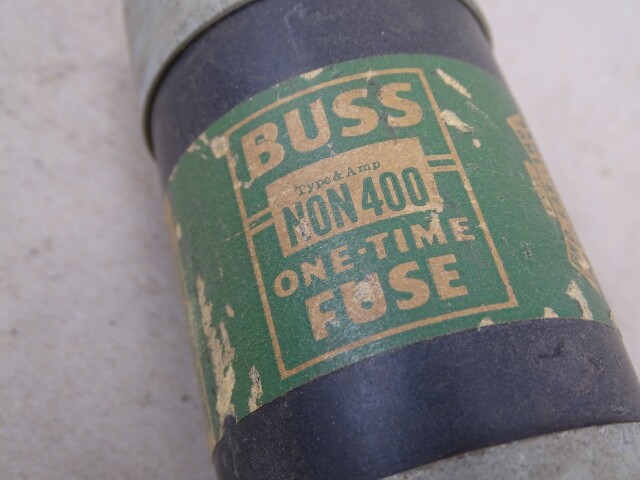 BUSS
Type & Amp
NON 400
ONE-TIME
FUSE